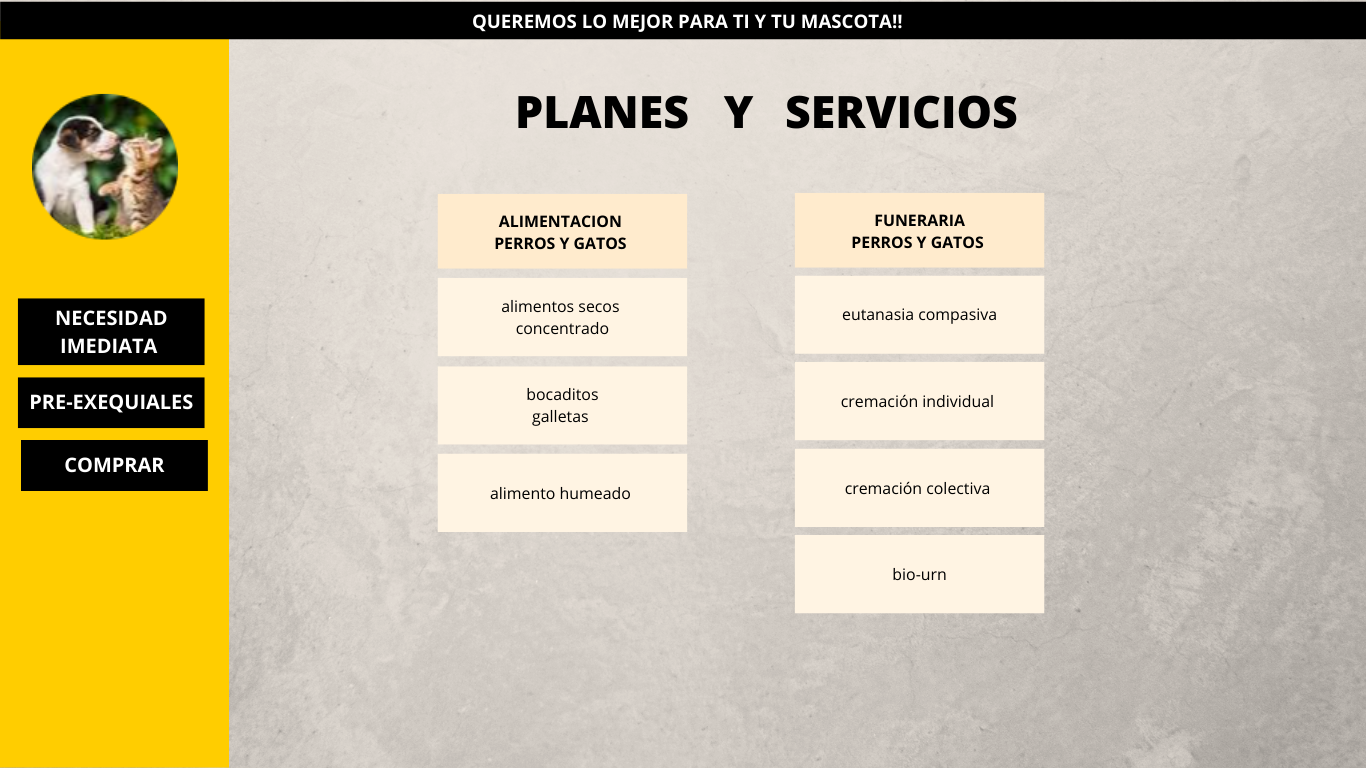 QUEREMOS LO MEJOR PARA TI Y TU MASCOTA!!
PLANES Y SERVICIOS
NECESIDAD
IMEDIATA
PRE-EXEQUIALES
COMPRAR
ALIMENTACION
PERROS Y GATOS
alimentos secos
concentrado
bocaditos
galletas
alimento humeado
FUNERARIA
PERROS Y GATOS
eutanasia compasiva
cremación individual
cremación colectiva
bio-urn